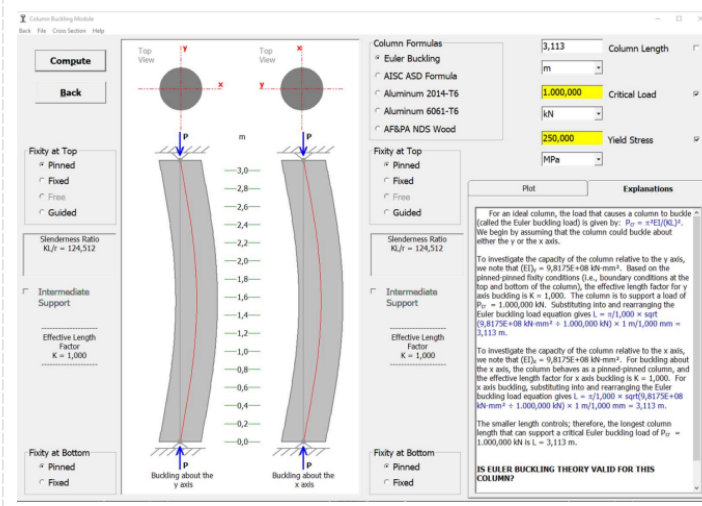 Column Buckling Module
Back File Cross Section Help
Compute
Back
Top
View
y
x
Top
View
x
y
P
m
P
3,0
2,8
2,6
2,4
2,2
2,0
1,8
1,6
1,4
1,2
1,0
0,8
0,6
0,4
0,2
0,0
P
P
Buckling about the
y axis
Buckling about the
x axis
Fixity at Top
Pinned
Fixed
Free
Guided
Slenderness Ratio
KL/r = 124,512
Intermediate
Support
Effective Length
Factor
K = 1,000
Fixity at Bottom
Pinned
Fixed
Column Formulas
Euler Buckling
AISC ASD Formula
Aluminum 2014-T6
Aluminum 6061-T6
AF&PA NDS Wood
Fixity at Top
Pinned
Fixed
Free
Guided
Slenderness Ratio
KL/r = 124,512
Intermediate
Support
Effective Length
Factor
K = 1,000
Fixity at Bottom
Pinned
Fixed
3,113 Column Length
m
1.000,000 Critical Load
kN
250,000 Yield Stress
MPa
Plot Explanations
For an ideal column, the load that causes a column to buckle
(called the Euler buckling load) is given by: Pcr = π²EI/(KL)².
We begin by assuming that the column could buckle about
either the y or the x axis.
To investigate the capacity of the column relative to the y axis,
we note that (EI)y = 9,8175E+08 kN-mm². Based on the
pinned-pinned fixity conditions (i.e., boundary conditions at the
top and bottom of the column), the effective length factor for y
axis buckling is K = 1,000. The column is to support a load of
Pcr = 1.000,000 kN. Substituting into and rearranging the
Euler buckling load equation gives L = π/1,000 × sqrt
(9,8175E+08 kN-mm² ÷ 1.000,000 kN) × 1 m/1,000 mm =
3,113 m.
To investigate the capacity of the column relative to the x axis,
we note that (EI)x = 9,8175E+08 kN-mm². For buckling about
the x axis, the column behaves as a pinned-pinned column, and
the effective length factor for x axis buckling is K = 1,000. For
x axis buckling, substituting into and rearranging the Euler
buckling load equation gives L = π/1,000 × sqrt(9,8175E+08
kN-mm² ÷ 1.000,000 kN) × 1 m/1,000 mm = 3,113 m.
The smaller length controls; therefore, the longest column
length that can support a critical Euler buckling load of Pcr =
1.000,000 kN is L = 3,113 m.
IS EULER BUCKLING THEORY VALID FOR THIS
COLUMN?